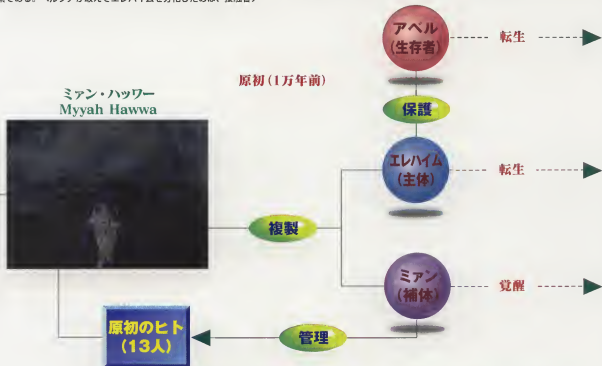 アベル
(生存者)
転生
原初(1万年前)
ミァン・ハッワー
Myyah Hawwa
保護
エレハイム
(主体)
転生
複製
ミァン
(補体)
覚醒
原初のヒト
(13人)
管理